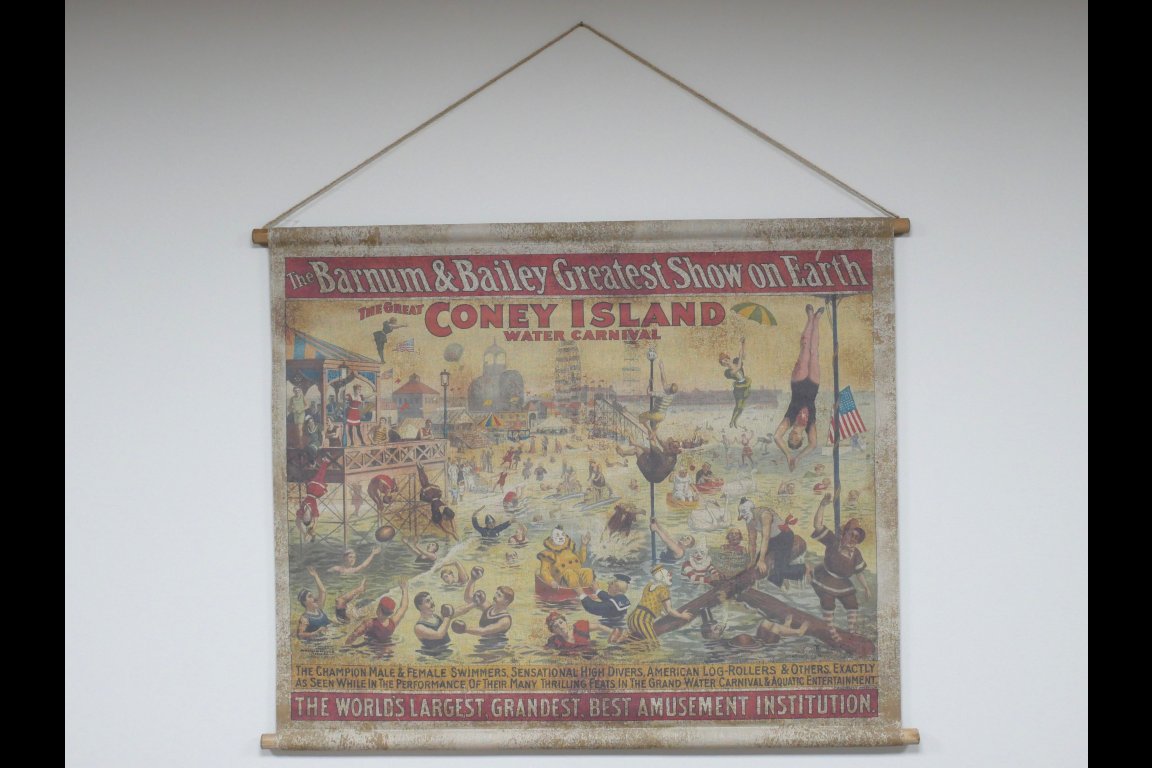 The Barnum & Bailey Greatest Show on Earth
THE GREAT CONEY ISLAND
WATER CARNIVAL
THE CHAMPION MALE & FEMALE SWIMMERS, SENSATIONAL HIGH DIVERS, AMERICAN LOG-ROLLERS & OTHERS, EXACTLY
AS SEEN WHILE IN THE PERFORMANCE OF THEIR MANY THRILLING FEATS IN THE GRAND WATER CARNIVAL & AQUATIC ENTERTAINMENT.
THE WORLD'S LARGEST, GRANDEST, BEST AMUSEMENT INSTITUTION.